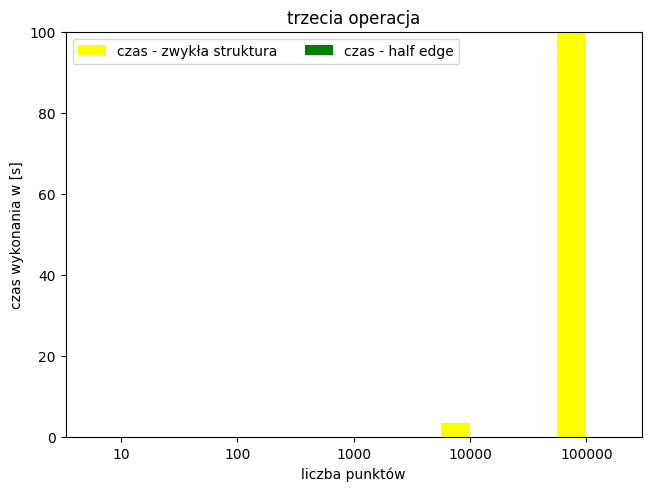 trzecia operacja
czas - zwykła struktura
czas - half edge
100
80
60
40
20
0
czas wykonania w [s]
10
100
1000
10000
100000
liczba punktów